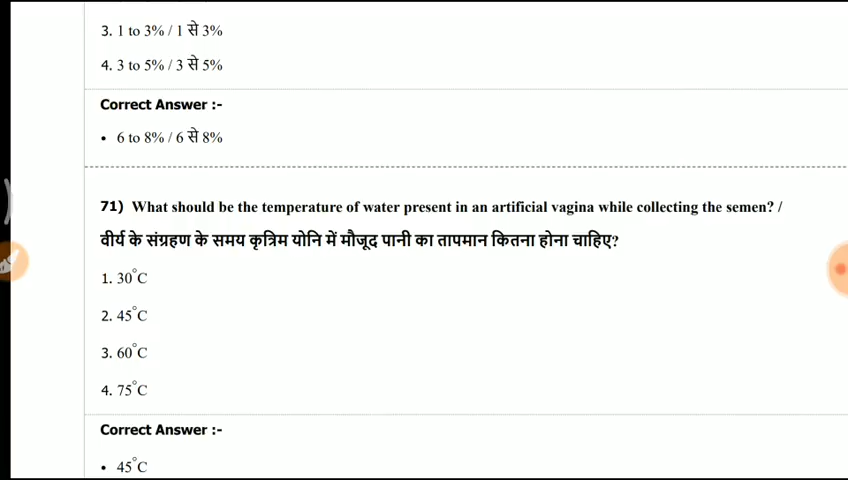 3. 1 to 3% / 1 से 3%
4. 3 to 5% / 3 से 5%
Correct Answer :-
• 6 to 8% / 6 से 8%
71) What should be the temperature of water present in an artificial vagina while collecting the semen? /
वीर्य के संग्रहण के समय कृत्रिम योनि में मौजूद पानी का तापमान कितना होना चाहिए?
1. 30°C
2. 45°C
3. 60°C
4. 75°C
Correct Answer :-
• 45°C